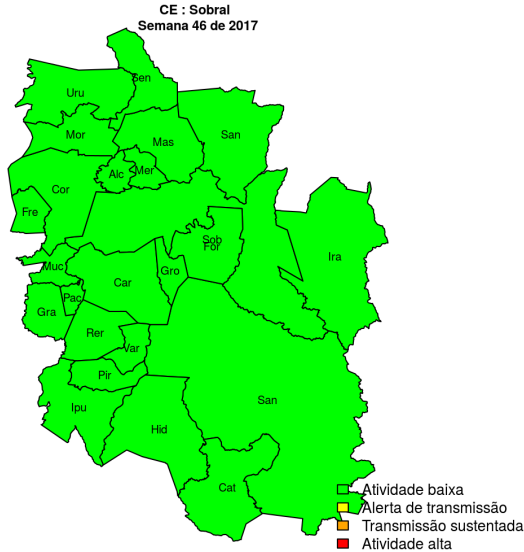 CE : Sobral
Semana 46 de 2017
Sen
Uru
Mor
Mas
San
Alc
Mer
Cor
Fre
Sob
For
Ira
Muc
Gro
Car
Pac
Gra
Rer
Var
Pir
San
Ipu
Hid
Cat
Atividade baixa
Alerta de transmissão
Transmissão sustentada
Atividade alta